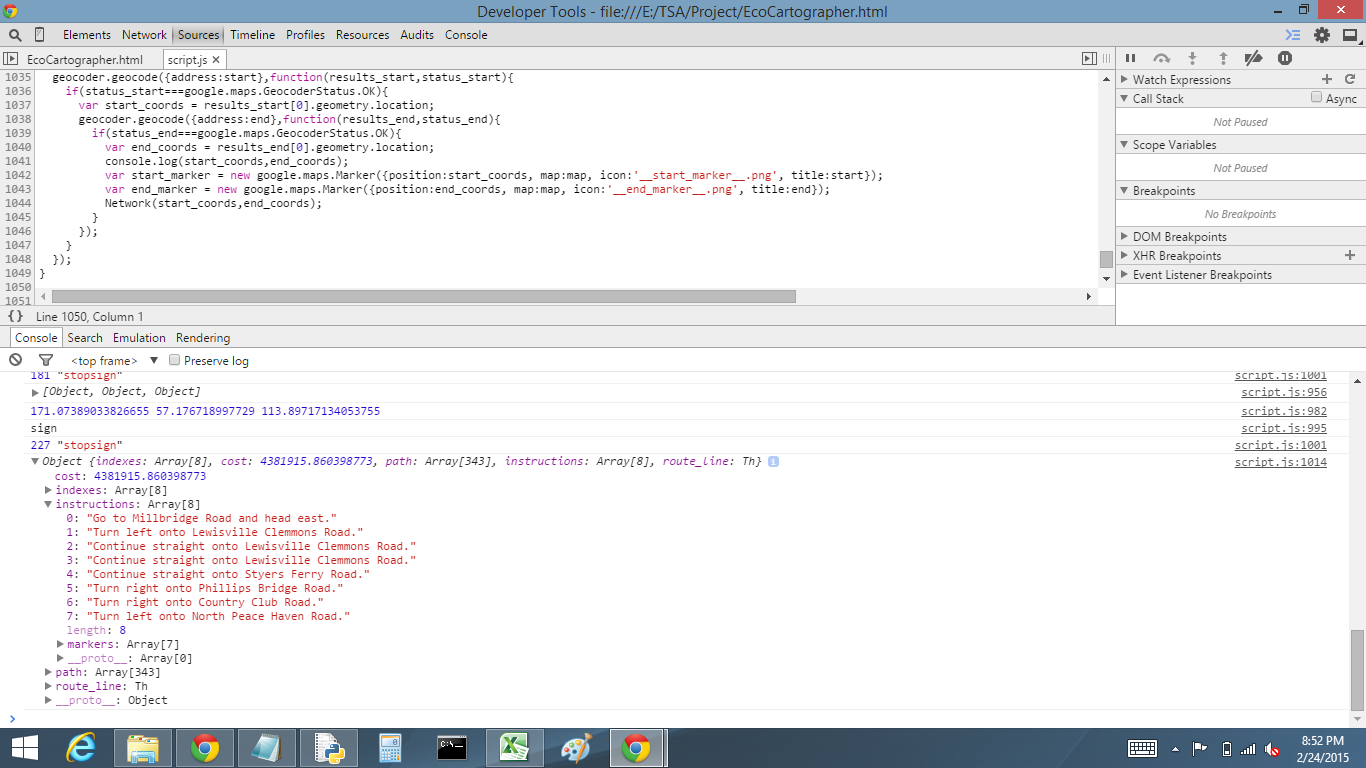 Developer Tools - file:///E:/TSA/Project/EcoCartographer.html
Elements Network Sources Timeline Profiles Resources Audits Console
EcoCartographer.html script.js ×
1035 geocoder.geocode({address:start},function(results_start,status_start){
1036 if(status_start===google.maps.GeocoderStatus.OK){
1037 var start_coords = results_start[0].geometry.location;
1038 geocoder.geocode({address:end},function(results_end,status_end){
1039 if(status_end===google.maps.GeocoderStatus.OK){
1040 var end_coords = results_end[0].geometry.location;
1041 console.log(start_coords,end_coords);
1042 var start_marker = new google.maps.Marker({position:start_coords, map:map, icon:'__start_marker__.png', title:start});
1043 var end_marker = new google.maps.Marker({position:end_coords, map:map, icon:'__end_marker__.png', title:end});
1044 Network(start_coords,end_coords);
1045 }
1046 });
1047 }
1048 });
1049 }
1050
1051
{} Line 1050, Column 1
Watch Expressions
Call Stack Async
Not Paused
Scope Variables
Not Paused
Breakpoints
No Breakpoints
DOM Breakpoints
XHR Breakpoints
Event Listener Breakpoints
Console Search Emulation Rendering
<top frame> Preserve log
181 "stopsign" script.js:1001
[Object, Object, Object] script.js:956
171.07389033826655 57.176718997729 113.89717134053755 script.js:982
sign script.js:995
227 "stopsign" script.js:1001
Object {indexes: Array[8], cost: 4381915.860398773, path: Array[343], instructions: Array[8], route_line: Th} script.js:1014
cost: 4381915.860398773
indexes: Array[8]
instructions: Array[8]
0: "Go to Millbridge Road and head east."
1: "Turn left onto Lewisville Clemmons Road."
2: "Continue straight onto Lewisville Clemmons Road."
3: "Continue straight onto Lewisville Clemmons Road."
4: "Continue straight onto Styers Ferry Road."
5: "Turn right onto Phillips Bridge Road."
6: "Turn right onto Country Club Road."
7: "Turn left onto North Peace Haven Road."
length: 8
markers: Array[7]
__proto__: Array[0]
path: Array[343]
route_line: Th
__proto__: Object
8:52 PM
2/24/2015